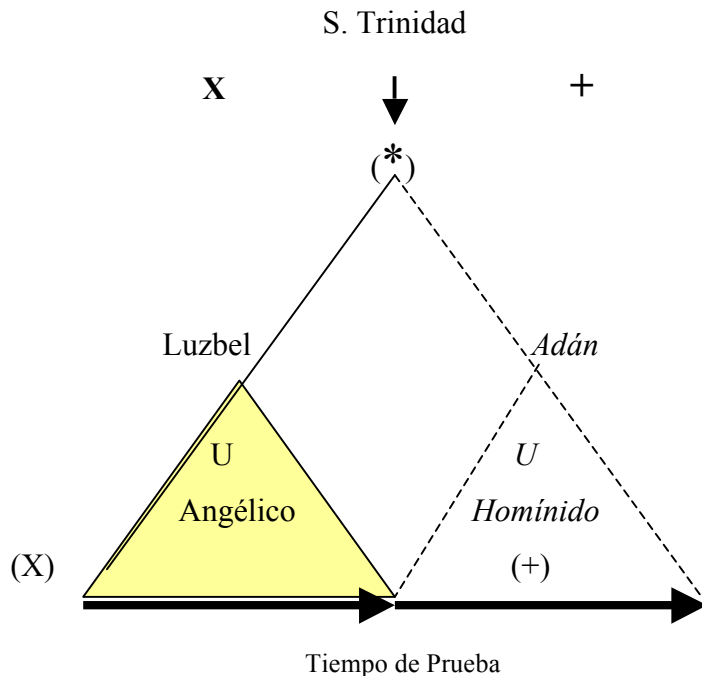 S. Trinidad
X +
(*)
Luzbel Adán
U U
Angélico Homínido
(X) (+)
Tiempo de Prueba